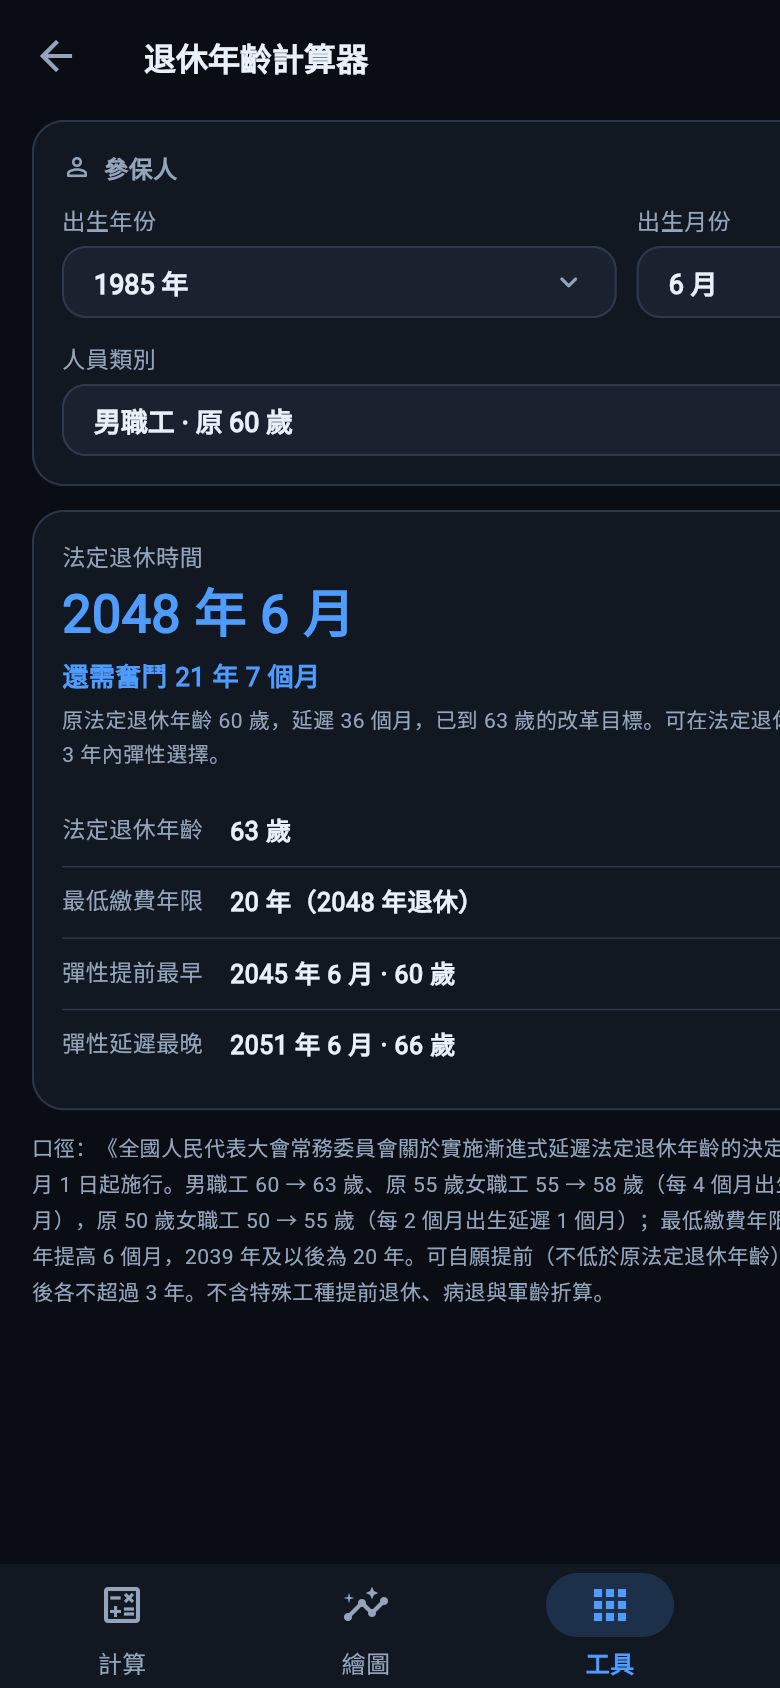 退休年齡計算器
參保人
出生年份
出生月份
1985 年
6 月
人員類別
男職工 · 原 60 歲
法定退休時間
2048 年 6 月
還需奮鬥 21 年 7 個月
原法定退休年齡 60 歲，延遲 36 個月，已到 63 歲的改革目標。可在法定退休
3 年內彈性選擇。
法定退休年齡 63 歲
最低繳費年限 20 年（2048 年退休）
彈性提前最早 2045 年 6 月 · 60 歲
彈性延遲最晚 2051 年 6 月 · 66 歲
口徑：《全國人民代表大會常務委員會關於實施漸進式延遲法定退休年齡的決定
月 1 日起施行。男職工 60 → 63 歲、原 55 歲女職工 55 → 58 歲（每 4 個月出生
月），原 50 歲女職工 50 → 55 歲（每 2 個月出生延遲 1 個月）；最低繳費年限
年提高 6 個月，2039 年及以後為 20 年。可自願提前（不低於原法定退休年齡）
後各不超過 3 年。不含特殊工種提前退休、病退與軍齡折算。
計算
繪圖
工具